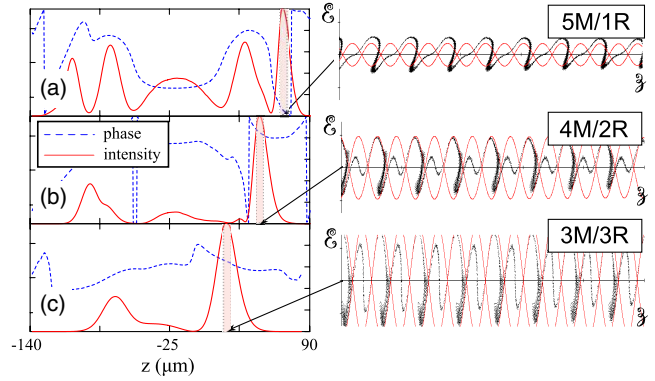 (a)
phase
intensity
(b)
(c)
-140
-25
90
z (μm)
5M/1R
ℰ
𝔷
4M/2R
ℰ
𝔷
3M/3R
ℰ
𝔷